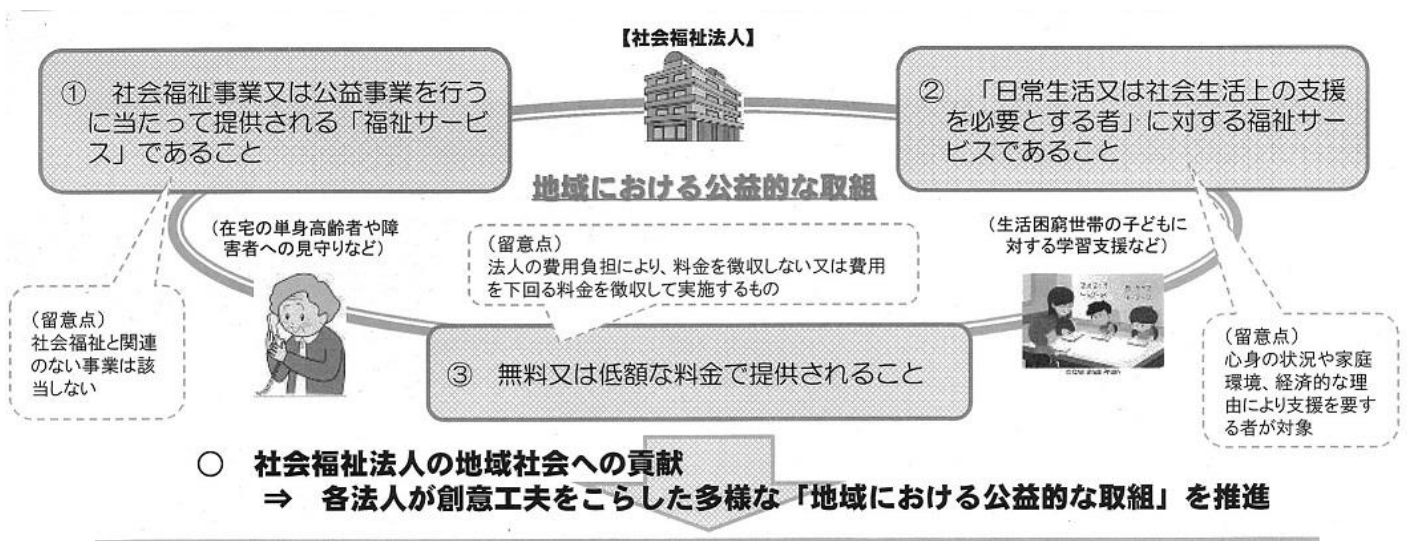 【社会福祉法人】
① 社会福祉事業又は公益事業を行う
に当たって提供される「福祉サービ
ス」であること
② 「日常生活又は社会生活上の支援
を必要とする者」に対する福祉サー
ビスであること
地域における公益的な取組
(在宅の単身高齢者や障
害者への見守りなど)
(留意点)
法人の費用負担により、料金を徴収しない又は費用
を下回る料金を徴収して実施するもの
(生活困窮世帯の子どもに
対する学習支援など)
(留意点)
社会福祉と関連
のない事業は該
当しない
③ 無料又は低額な料金で提供されること
(留意点)
心身の状況や家庭
環境、経済的な理
由により支援を要す
る者が対象
○ 社会福祉法人の地域社会への貢献
⇒ 各法人が創意工夫をこらした多様な「地域における公益的な取組」を推進